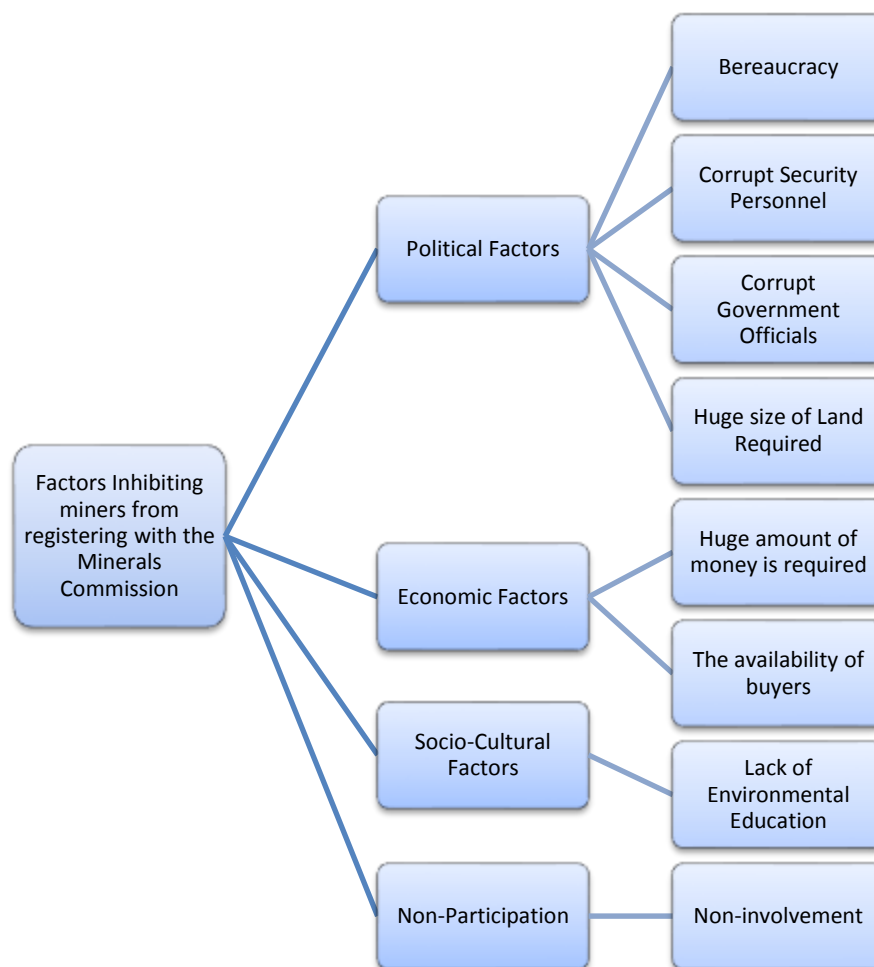 Factors Inhibiting
miners from
registering with the
Minerals
Commission
Political Factors
Bereaucracy
Corrupt Security
Personnel
Corrupt
Government
Officials
Huge size of Land
Required
Economic Factors
Huge amount of
money is required
The availability of
buyers
Socio-Cultural
Factors
Lack of
Environmental
Education
Non-Participation
Non-involvement